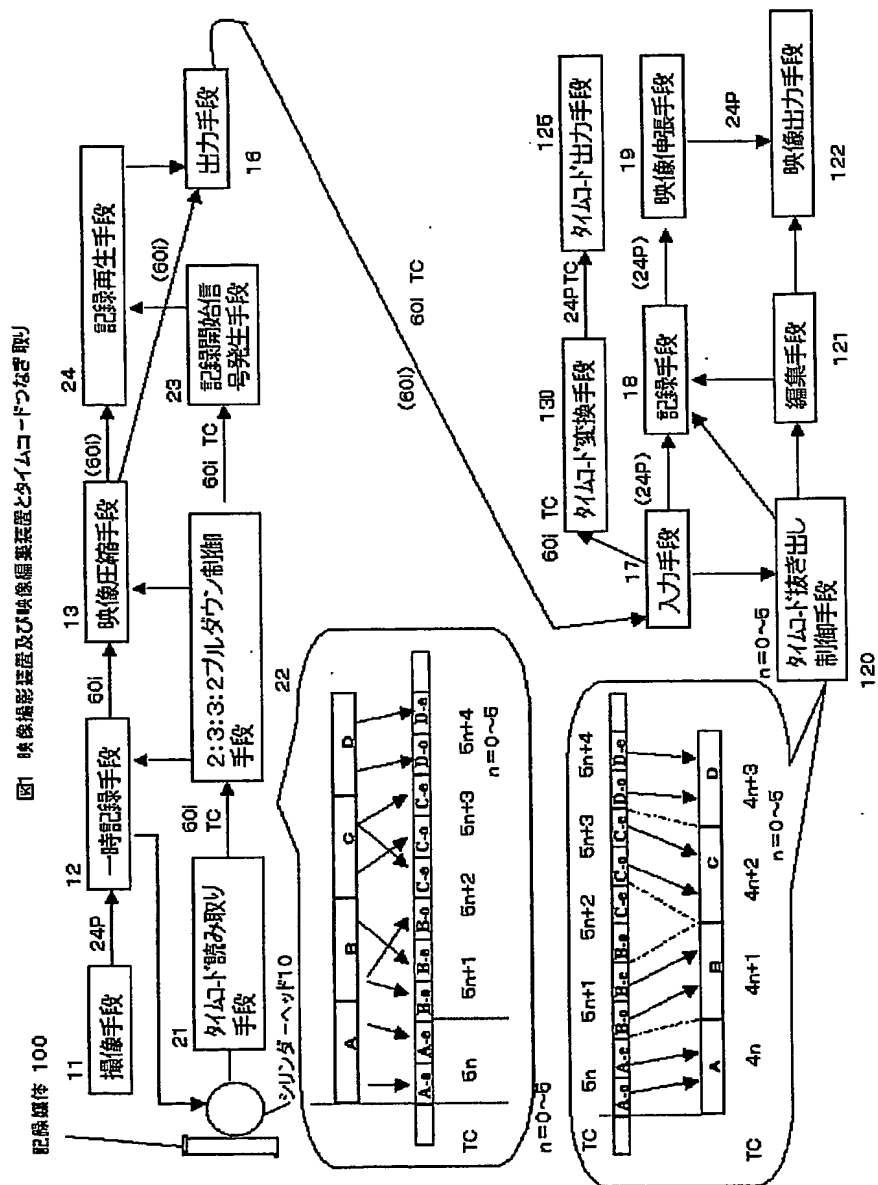 図1 映像撮影装置及び映像編集装置とタイムコードつなぎ取り
記録媒体 100
11
撮像手段
24P
12
一時記録手段
60i
13
映像圧縮手段
(60i)
24
記録再生手段
(60i)
出力手段
16
シリンダーヘッド10
21
タイムコード読み取り
手段
60i
TC
2:3:3:2プルダウン制御
手段
22
60i TC
23
記録開始信
号発生手段
A
B
C
D
A-o
A-e
B-o
B-e
B-o
C-e
C-o
C-e
D-o
D-e
TC
5n
5n+1
5n+2
5n+3
5n+4
n=0~5
n=0~5
60i TC
(60i)
60i TC
130
タイムコード変換手段
24P TC
125
タイムコード出力手段
17
入力手段
(24P)
18
記録手段
(24P)
19
映像伸張手段
24P
n=0~5
タイムコード抜き出し
制御手段
120
編集手段
121
映像出力手段
122
TC
5n
5n+1
5n+2
5n+3
5n+4
A-o
A-e
B-o
B-e
B-o
C-e
C-o
C-e
D-o
D-e
A
B
C
D
TC
4n
4n+1
4n+2
4n+3
n=0~5